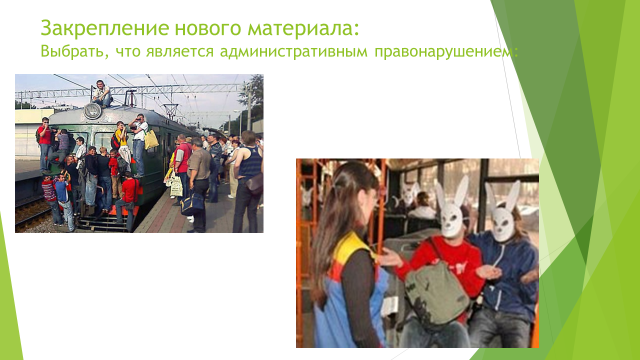 Закрепление нового материала:
Выбрать, что является административным правонарушением: